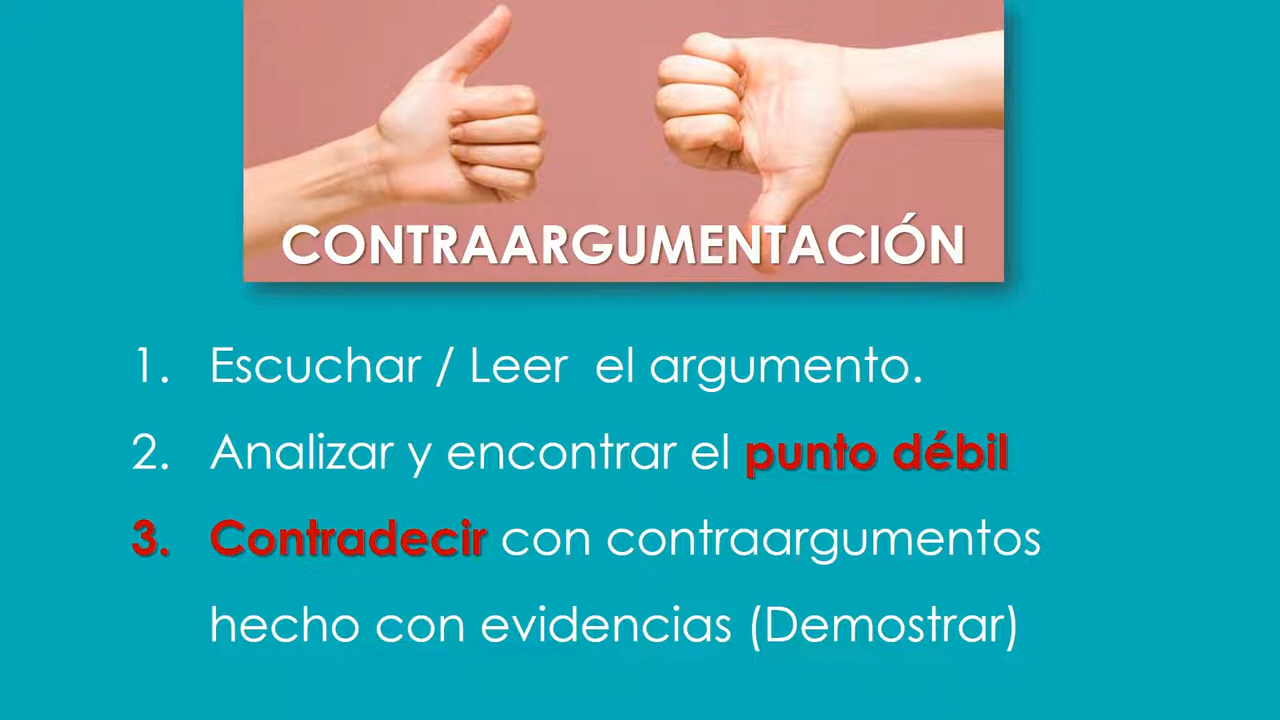 CONTRAARGUMENTACIÓN
1. Escuchar / Leer el argumento.
2. Analizar y encontrar el punto débil
3. Contradecir con contraargumentos
hecho con evidencias (Demostrar)